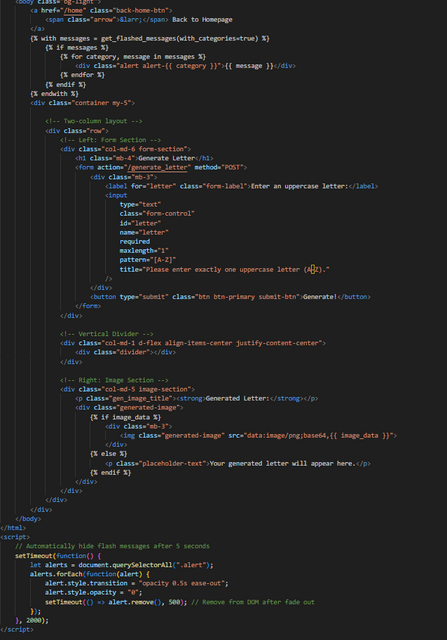 <body class="bg-light">
<a href="/home" class="back-home-btn">
<span class="arrow">&larr;</span> Back to Homepage
</a>
{% with messages = get_flashed_messages(with_categories=true) %}
{% if messages %}
{% for category, message in messages %}
<div class="alert alert-{{ category }}">{{ message }}</div>
{% endfor %}
{% endif %}
{% endwith %}
<div class="container my-5">
<!-- Two-column layout -->
<div class="row">
<!-- Left: Form Section -->
<div class="col-md-6 form-section">
<h1 class="mb-4">Generate Letter</h1>
<form action="/generate_letter" method="POST">
<div class="mb-3">
<label for="letter" class="form-label">Enter an uppercase letter:</label>
<input
type="text"
class="form-control"
id="letter"
name="letter"
required
maxlength="1"
pattern="[A-Z]"
title="Please enter exactly one uppercase letter (A-Z)."
/>
</div>
<button type="submit" class="btn btn-primary submit-btn">Generate!</button>
</form>
</div>
<!-- Vertical Divider -->
<div class="col-md-1 d-flex align-items-center justify-content-center">
<div class="divider"></div>
</div>
<!-- Right: Image Section -->
<div class="col-md-5 image-section">
<p class="gen_image_title"><strong>Generated Letter:</strong></p>
<div class="generated-image">
{% if image_data %}
<div class="mb-3">
<img class="generated-image" src="data:image/png;base64,{{ image_data }}">
</div>
{% else %}
<p class="placeholder-text">Your generated letter will appear here.</p>
{% endif %}
</div>
</div>
</div>
</div>
</body>
</html>
<script>
// Automatically hide flash messages after 5 seconds
setTimeout(function() {
let alerts = document.querySelectorAll(".alert");
alerts.forEach(function(alert) {
alert.style.transition = "opacity 0.5s ease-out";
alert.style.opacity = "0";
setTimeout(() => alert.remove(), 500); // Remove from DOM after fade out
});
}, 2000);
</script>